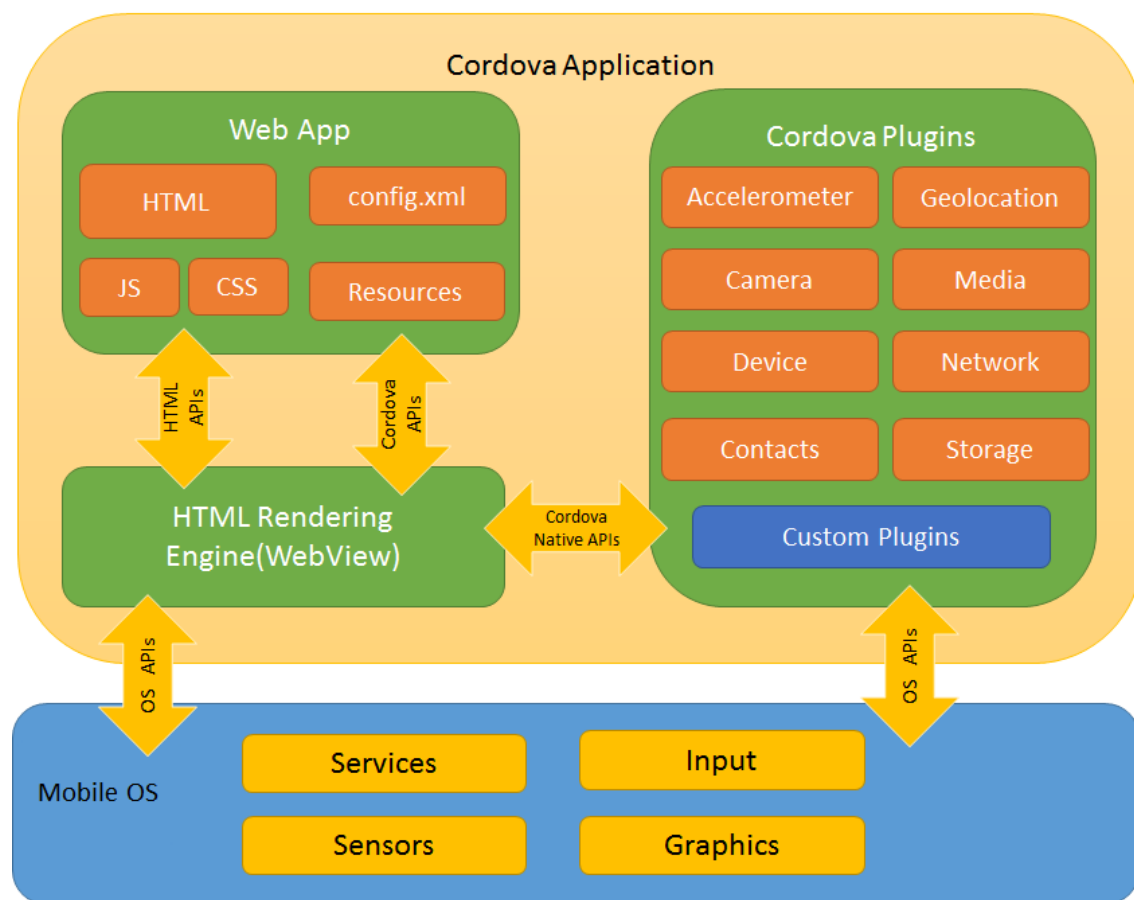 Cordova Application
Web App
HTML
config.xml
JS
CSS
Resources
HTML
APIs
Cordova
APIs
HTML Rendering
Engine(WebView)
Cordova
Native APIs
Cordova Plugins
Accelerometer
Geolocation
Camera
Media
Device
Network
Contacts
Storage
Custom Plugins
OS APIs
OS APIs
Mobile OS
Services
Input
Sensors
Graphics